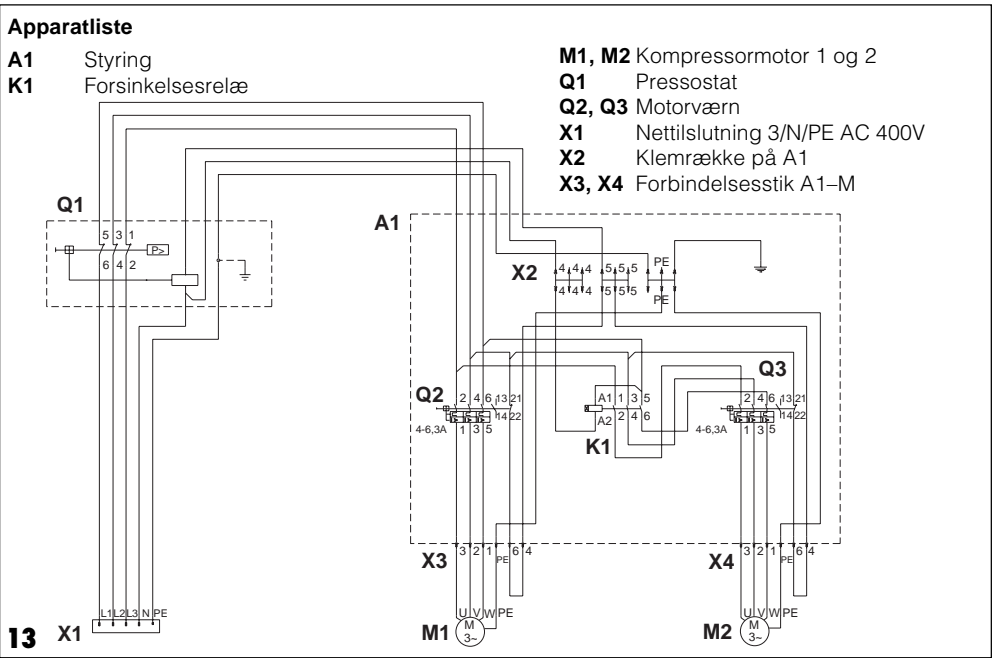 Apparatliste
A1 Styring
K1 Forsinkelsesrelæ
M1, M2 Kompressormotor 1 og 2
Q1 Pressostat
Q2, Q3 Motorværn
X1 Nettilslutning 3/N/PE AC 400V
X2 Klemrække på A1
X3, X4 Forbindelsesstik A1–M
Q1
5 3 1
P>
6 4 2
A1
X2
4 4 4 5 5 5 PE
4 4 4 5 5 5 PE
Q2
2 4 6 13 21
14 22
4-6,3A 1 3 5
A1 1 3 5
A2 2 4 6
K1
Q3
2 4 6 13 21
14 22
4-6,3A 1 3 5
X3
3 2 1 PE 6 4
X4
3 2 1 PE 6 4
L1 L2 L3 N PE
13 X1
U V W PE
M1 M 3~
U V W PE
M2 M 3~